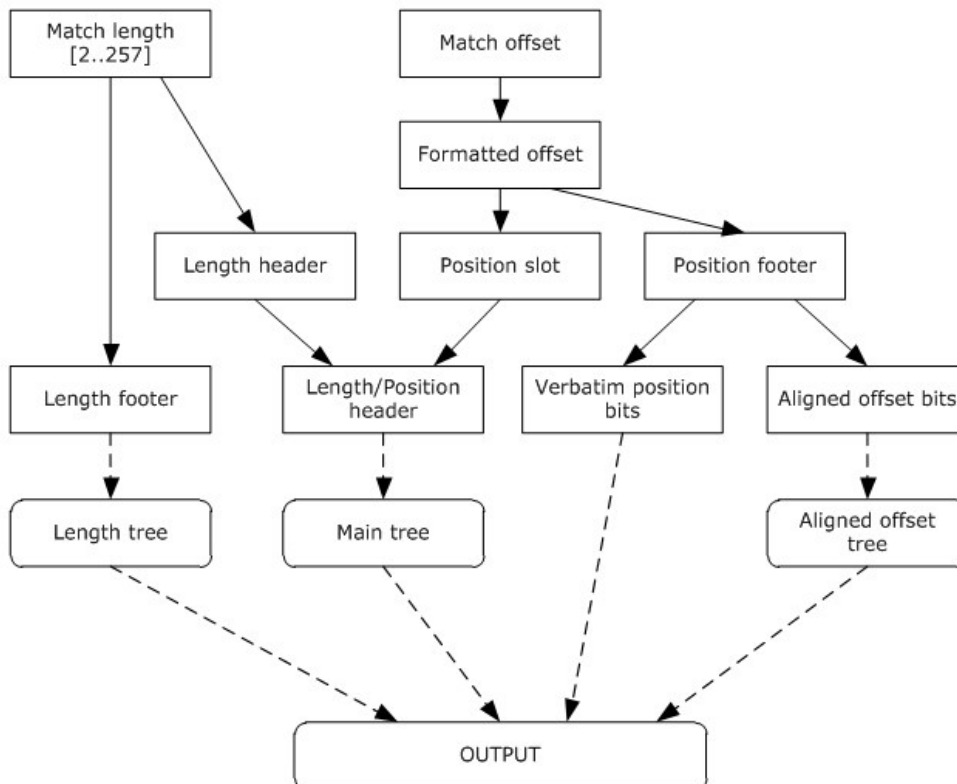 Match length
[2..257]
Match offset
Formatted offset
Length header
Position slot
Position footer
Length footer
Length/Position
header
Verbatim position
bits
Aligned offset bits
Length tree
Main tree
Aligned offset
tree
OUTPUT